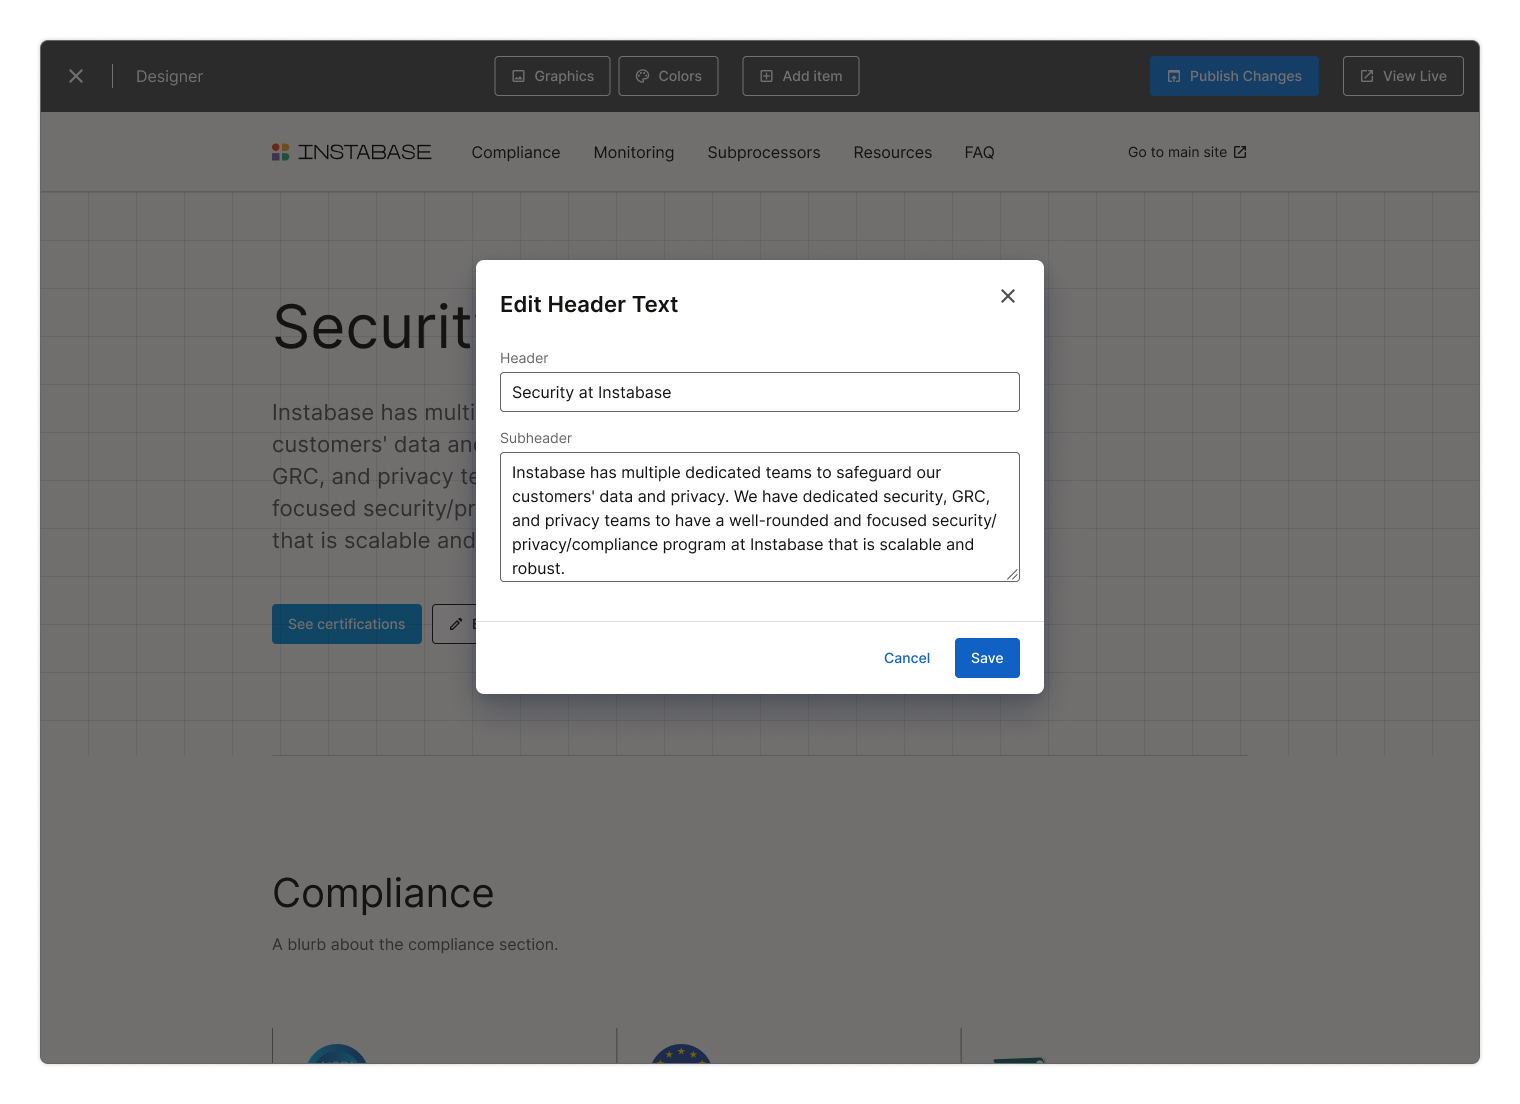 Designer
Graphics
Colors
Add item
Publish Changes
View Live
INSTABASE
Compliance
Monitoring
Subprocessors
Resources
FAQ
Go to main site
Edit Header Text
Header
Security at Instabase
Subheader
Instabase has multiple dedicated teams to safeguard our
customers' data and privacy. We have dedicated security, GRC,
and privacy teams to have a well-rounded and focused security/
privacy/compliance program at Instabase that is scalable and
robust.
Cancel
Save
Security
Instabase has multi
customers' data an
GRC, and privacy te
focused security/pr
that is scalable and
See certifications
Compliance
A blurb about the compliance section.